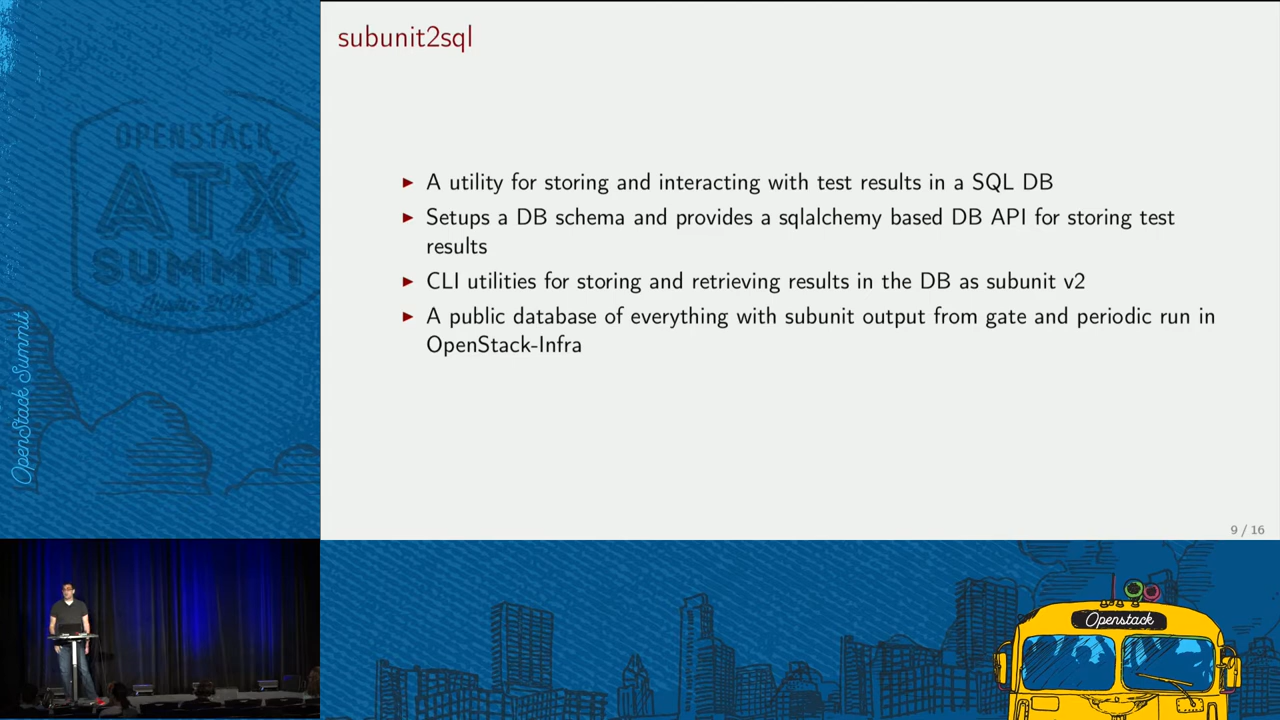 subunit2sql
▶ A utility for storing and interacting with test results in a SQL DB
▶ Setups a DB schema and provides a sqlalchemy based DB API for storing test
results
▶ CLI utilities for storing and retrieving results in the DB as subunit v2
▶ A public database of everything with subunit output from gate and periodic run in
OpenStack-Infra
9 / 16
OPENSTACK
ATX
SUMMIT
OpenStack Summit
Openstack